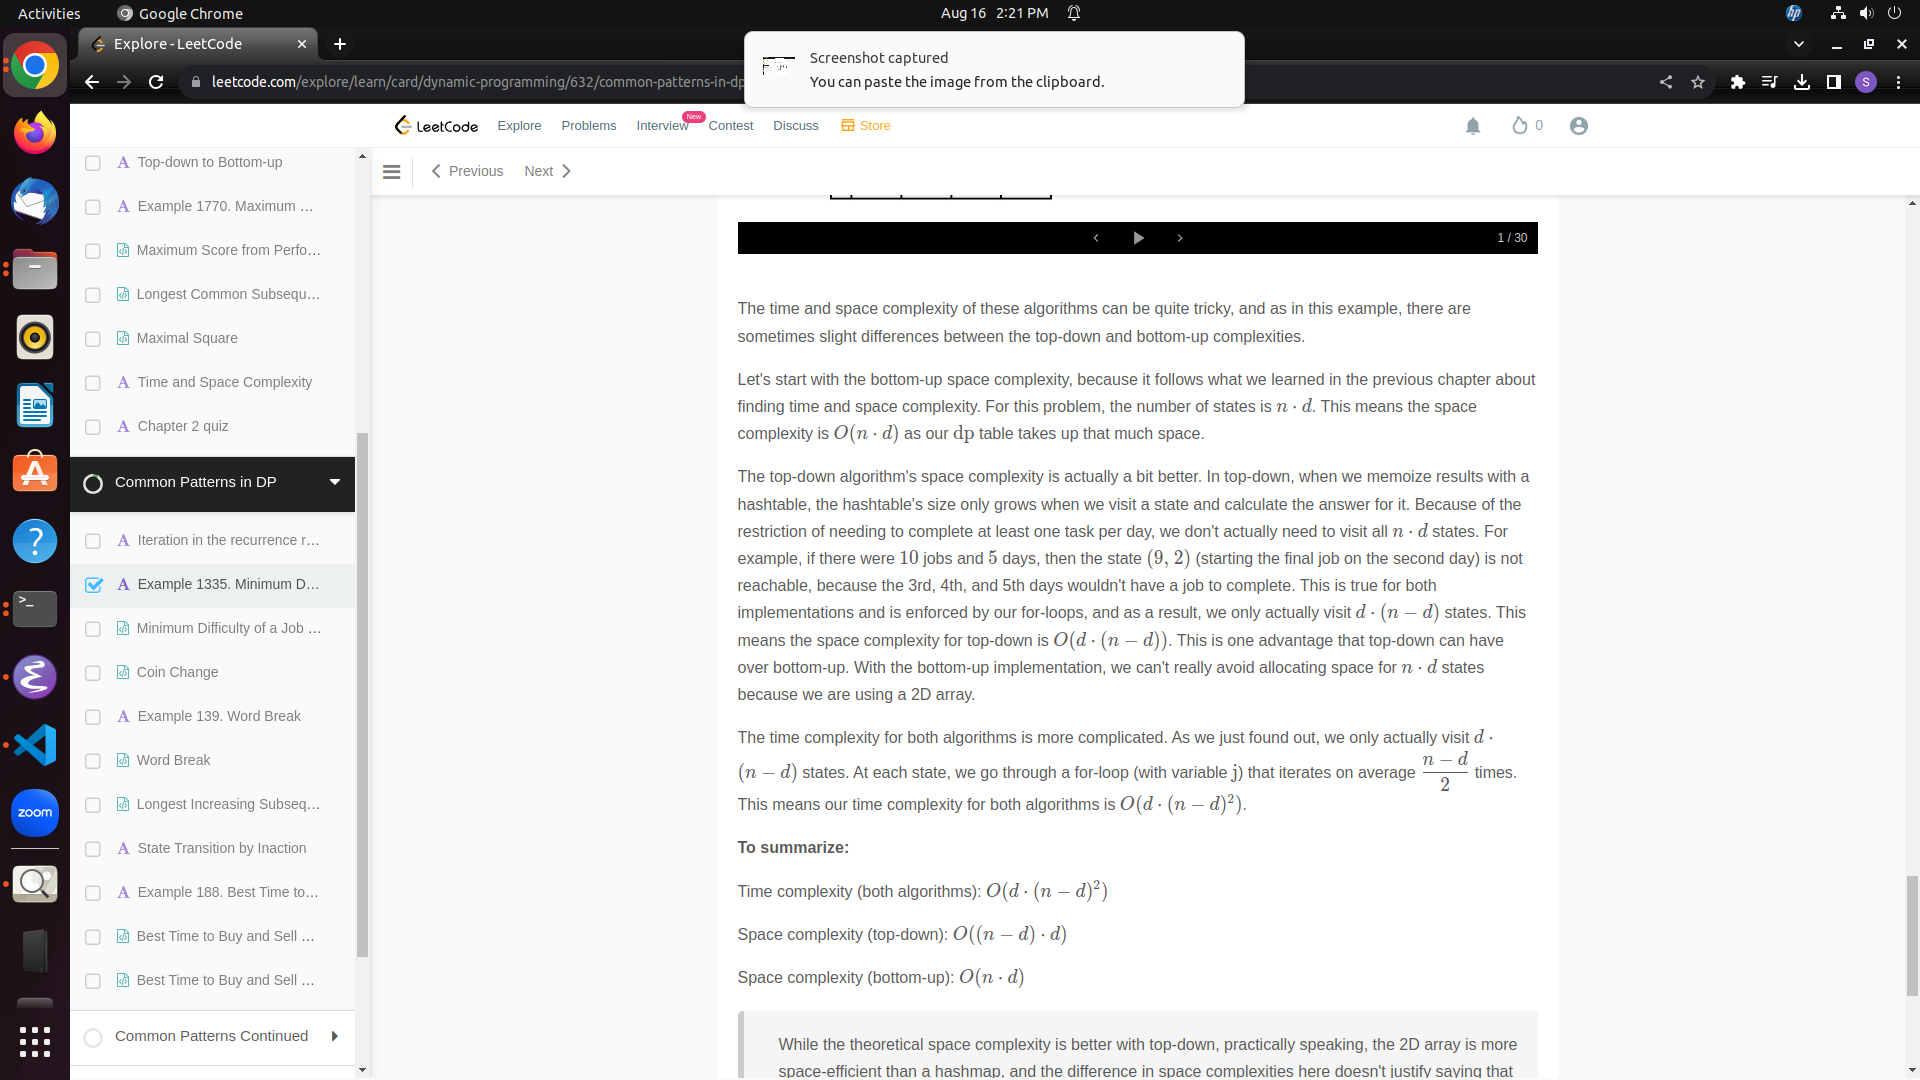 Activities
Google Chrome
Aug 16 2:21 PM
Explore - LeetCode
leetcode.com/explore/learn/card/dynamic-programming/632/common-patterns-in-dp
S
Screenshot captured
You can paste the image from the clipboard.
LeetCode
Explore
Problems
Interview
New
Contest
Discuss
Store
0
Previous
Next
Top-down to Bottom-up
Example 1770. Maximum ...
Maximum Score from Perfo...
Longest Common Subsequ...
Maximal Square
Time and Space Complexity
Chapter 2 quiz
Common Patterns in DP
Iteration in the recurrence r...
Example 1335. Minimum D...
Minimum Difficulty of a Job ...
Coin Change
Example 139. Word Break
Word Break
Longest Increasing Subseq...
State Transition by Inaction
Example 188. Best Time to...
Best Time to Buy and Sell ...
Best Time to Buy and Sell ...
Common Patterns Continued
zoom
1 / 30
The time and space complexity of these algorithms can be quite tricky, and as in this example, there are
sometimes slight differences between the top-down and bottom-up complexities.
Let's start with the bottom-up space complexity, because it follows what we learned in the previous chapter about
finding time and space complexity. For this problem, the number of states is n · d. This means the space
complexity is O(n · d) as our dp table takes up that much space.
The top-down algorithm's space complexity is actually a bit better. In top-down, when we memoize results with a
hashtable, the hashtable's size only grows when we visit a state and calculate the answer for it. Because of the
restriction of needing to complete at least one task per day, we don't actually need to visit all n · d states. For
example, if there were 10 jobs and 5 days, then the state (9, 2) (starting the final job on the second day) is not
reachable, because the 3rd, 4th, and 5th days wouldn't have a job to complete. This is true for both
implementations and is enforced by our for-loops, and as a result, we only actually visit d · (n − d) states. This
means the space complexity for top-down is O(d · (n − d)). This is one advantage that top-down can have
over bottom-up. With the bottom-up implementation, we can't really avoid allocating space for n · d states
because we are using a 2D array.
The time complexity for both algorithms is more complicated. As we just found out, we only actually visit d ·
(n − d) states. At each state, we go through a for-loop (with variable j) that iterates on average (n − d)/2 times.
This means our time complexity for both algorithms is O(d · (n − d)²).
To summarize:
Time complexity (both algorithms): O(d · (n − d)²)
Space complexity (top-down): O((n − d) · d)
Space complexity (bottom-up): O(n · d)
While the theoretical space complexity is better with top-down, practically speaking, the 2D array is more
space-efficient than a hashmap, and the difference in space complexities here doesn't justify saying that